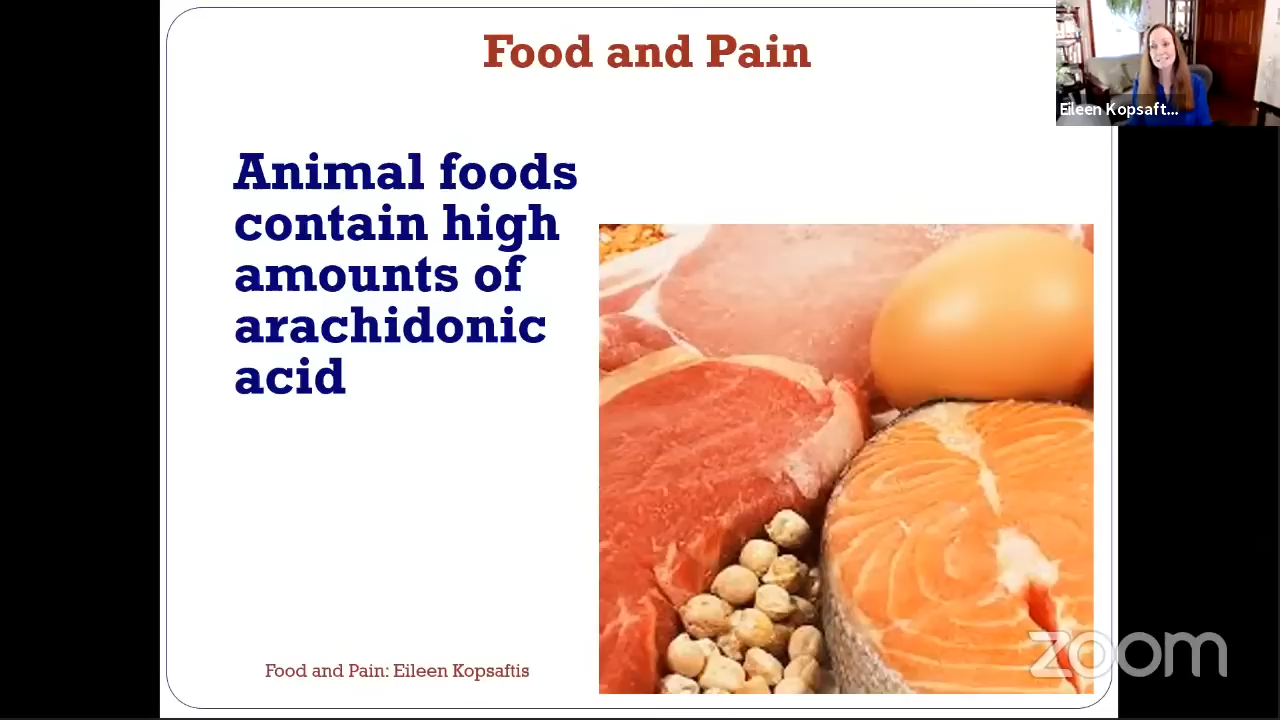 Food and Pain
Eileen Kopsaft...
Animal foods
contain high
amounts of
arachidonic
acid
Food and Pain: Eileen Kopsaftis
zoom